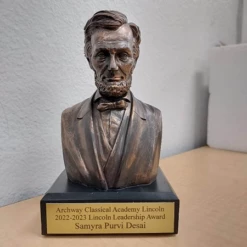 Archway Classical Academy Lincoln
2022-2023 Lincoln Leadership Award
Samyra Purvi Desai